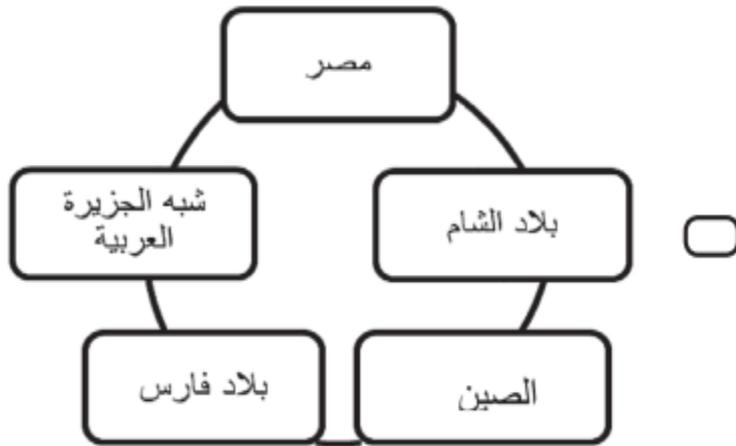 مصر
بلاد الشام
شبه الجزيرة
العربية
الصين
بلاد فارس